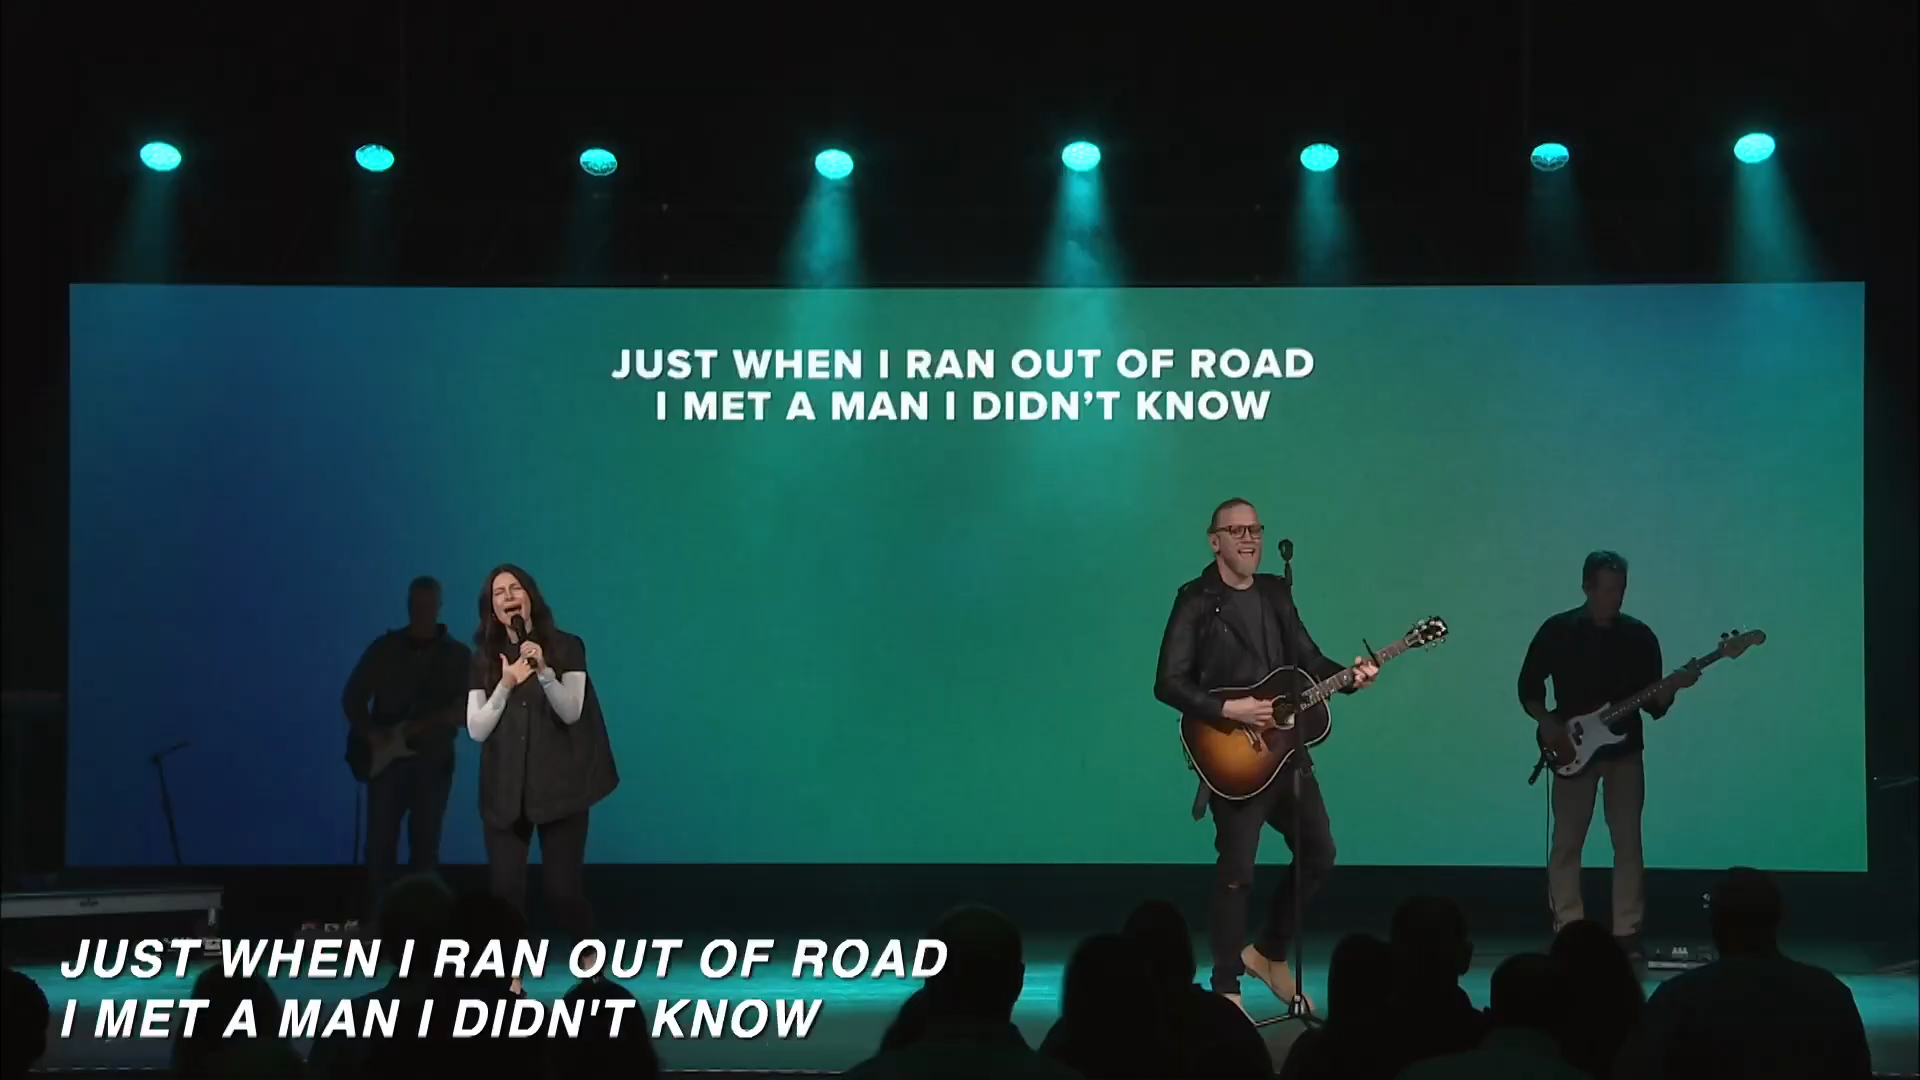 JUST WHEN I RAN OUT OF ROAD
I MET A MAN I DIDN’T KNOW
JUST WHEN I RAN OUT OF ROAD
I MET A MAN I DIDN'T KNOW